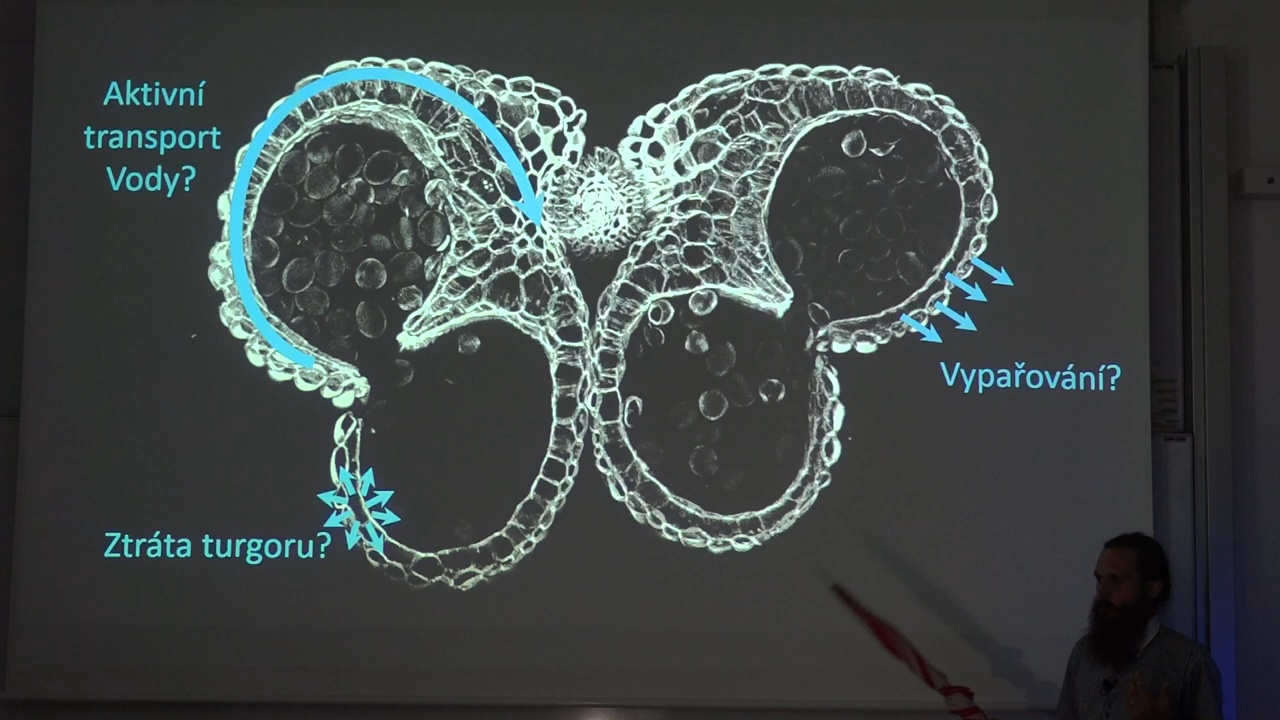 Aktivní
transport
Vody?
Vypařování?
Ztráta turgoru?